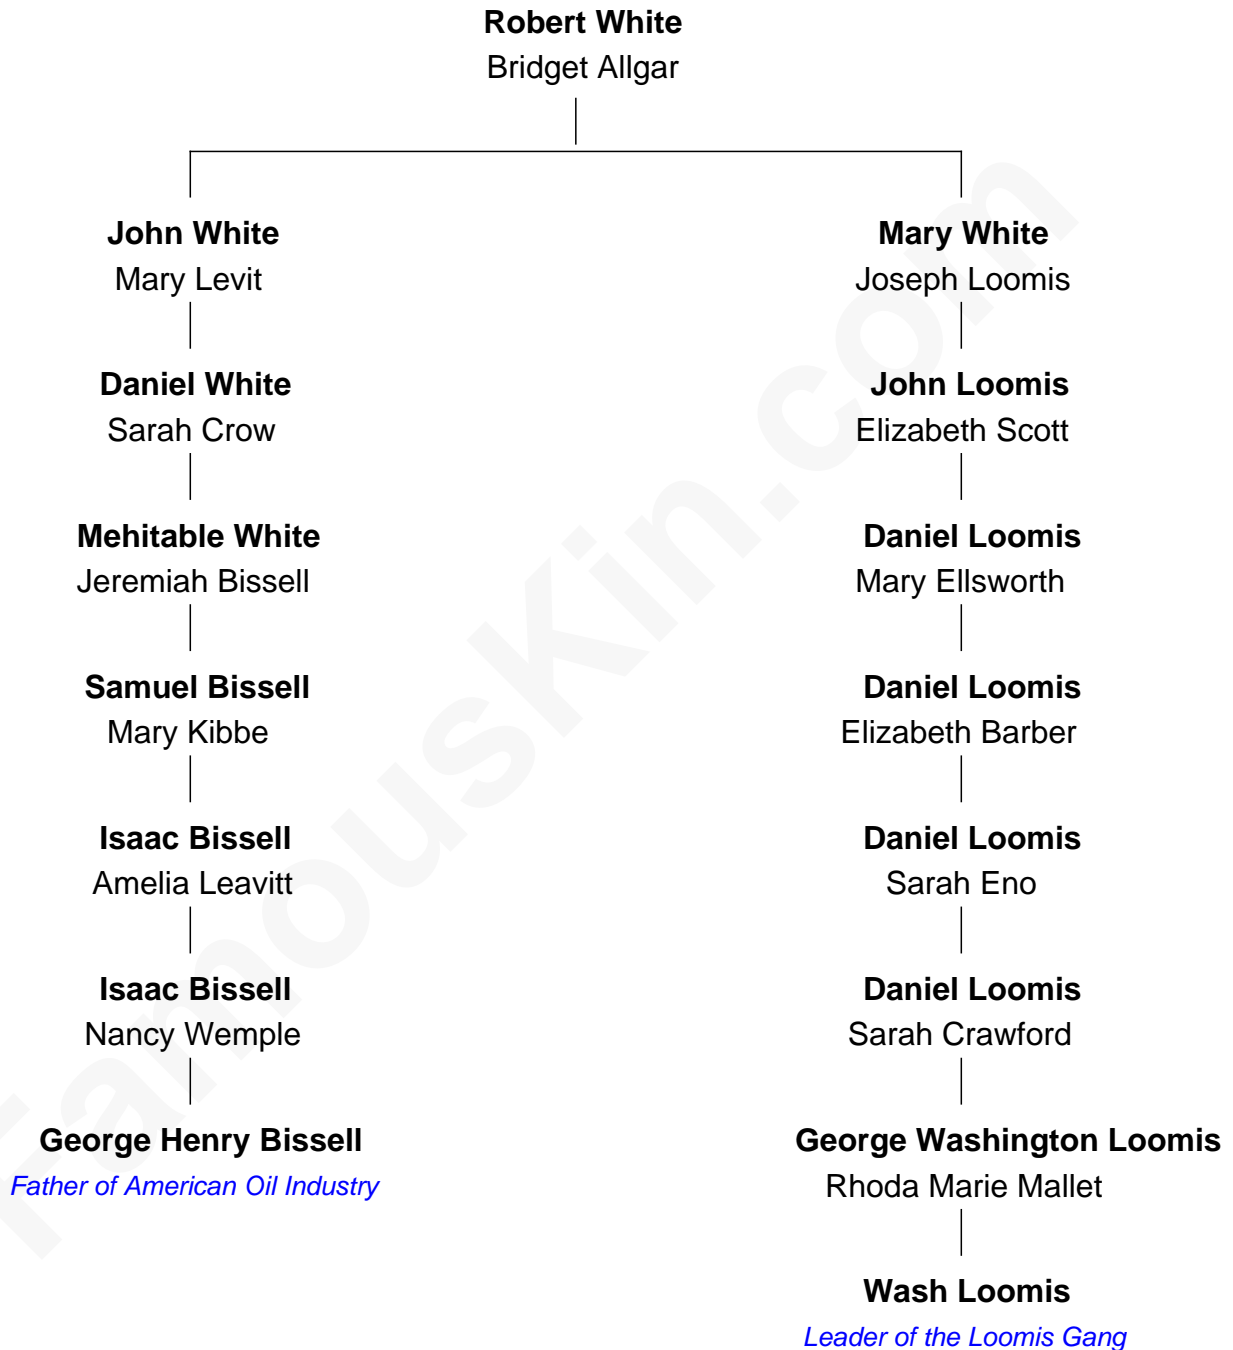 Robert White
Bridget Allgar
John White
Mary Levit
Daniel White
Sarah Crow
Mehitable White
Jeremiah Bissell
Samuel Bissell
Mary Kibbe
Isaac Bissell
Amelia Leavitt
Isaac Bissell
Nancy Wemple
George Henry Bissell
Father of American Oil Industry
Mary White
Joseph Loomis
John Loomis
Elizabeth Scott
Daniel Loomis
Mary Ellsworth
Daniel Loomis
Elizabeth Barber
Daniel Loomis
Sarah Eno
Daniel Loomis
Sarah Crawford
George Washington Loomis
Rhoda Marie Mallet
Wash Loomis
Leader of the Loomis Gang
FamousKin.com